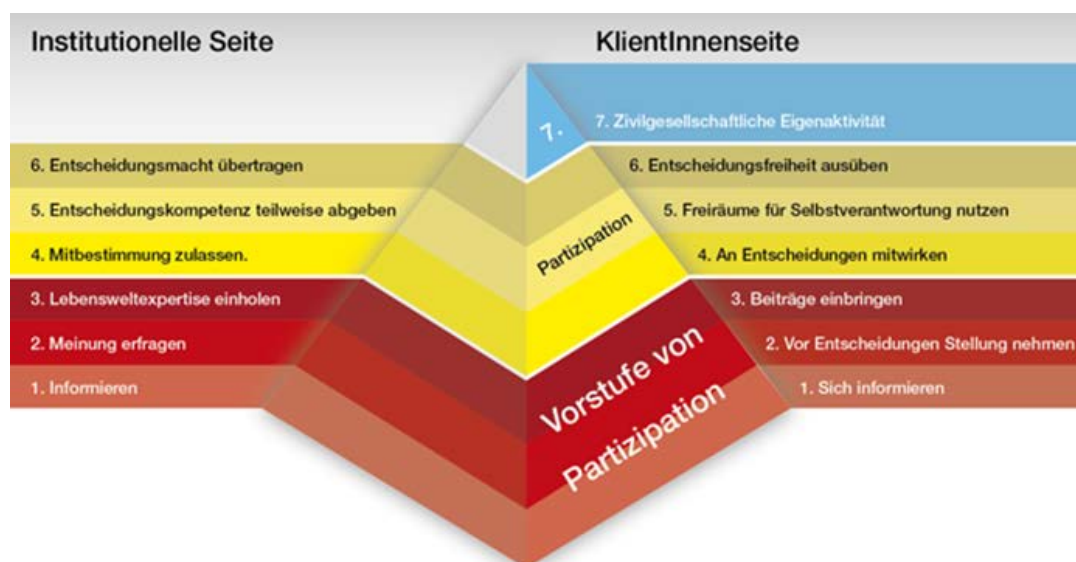 Institutionelle Seite
KlientInnenseite
7.
7. Zivilgesellschaftliche Eigenaktivität
6. Entscheidungsmacht übertragen
6. Entscheidungsfreiheit ausüben
5. Entscheidungskompetenz teilweise abgeben
5. Freiräume für Selbstverantwortung nutzen
Partizipation
4. Mitbestimmung zulassen.
4. An Entscheidungen mitwirken
3. Lebensweltexpertise einholen
3. Beiträge einbringen
2. Meinung erfragen
2. Vor Entscheidungen Stellung nehmen
1. Informieren
1. Sich informieren
Vorstufe von
Partizipation